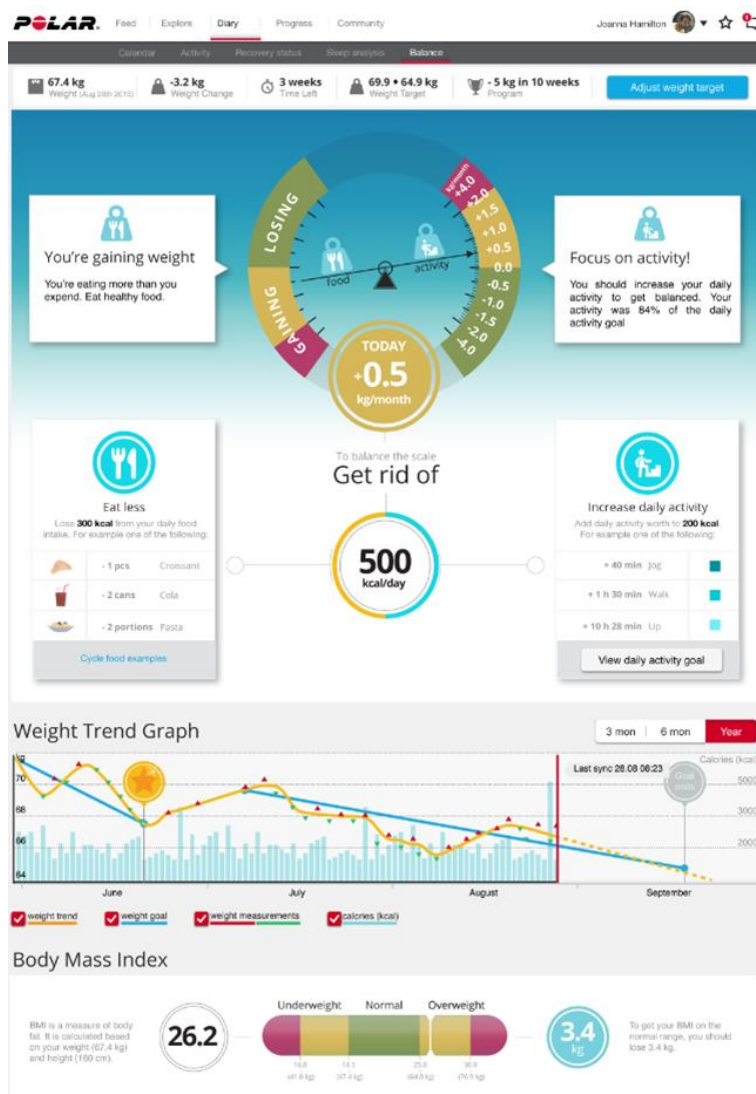 POLAR.
Feed
Explore
Diary
Progress
Community
Joanna Hamilton
Calendar
Activity
Recovery status
Sleep analysis
Balance
67.4 kg
Weight (Aug 28th 2015)
-3.2 kg
Weight Change
3 weeks
Time Left
69.9 • 64.9 kg
Weight Target
- 5 kg in 10 weeks
Program
Adjust weight target
LOSING
GAINING
kg/month
+4.0
+2.0
+1.5
+1.0
+0.5
0.0
-0.5
-1.0
-1.5
-2.0
-4.0
food
activity
You're gaining weight
You're eating more than you
expend. Eat healthy food.
Focus on activity!
You should increase your daily
activity to get balanced. Your
activity was 84% of the daily
activity goal
TODAY
+0.5
kg/month
To balance the scale
Get rid of
500
kcal/day
Eat less
Lose 300 kcal from your daily food
intake. For example one of the following:
- 1 pcs Croissant
- 2 cans Cola
- 2 portions Pasta
Cycle food examples
Increase daily activity
Add daily activity worth to 200 kcal.
For example one of the following:
+ 40 min Jog
+ 1 h 30 min Walk
+ 10 h 28 min Up
View daily activity goal
Weight Trend Graph
3 mon
6 mon
Year
kg
70
68
66
64
Last sync 28.08 08:23
Goal
Calories (kcal)
5000
3000
2000
June
July
August
September
weight trend
weight goal
weight measurements
calories (kcal)
Body Mass Index
BMI is a measure of body
fat. It is calculated based
on your weight (67.4 kg)
and height (160 cm).
26.2
Underweight
Normal
Overweight
3.4
kg
To get your BMI on the
normal range, you should
lose 3.4 kg.